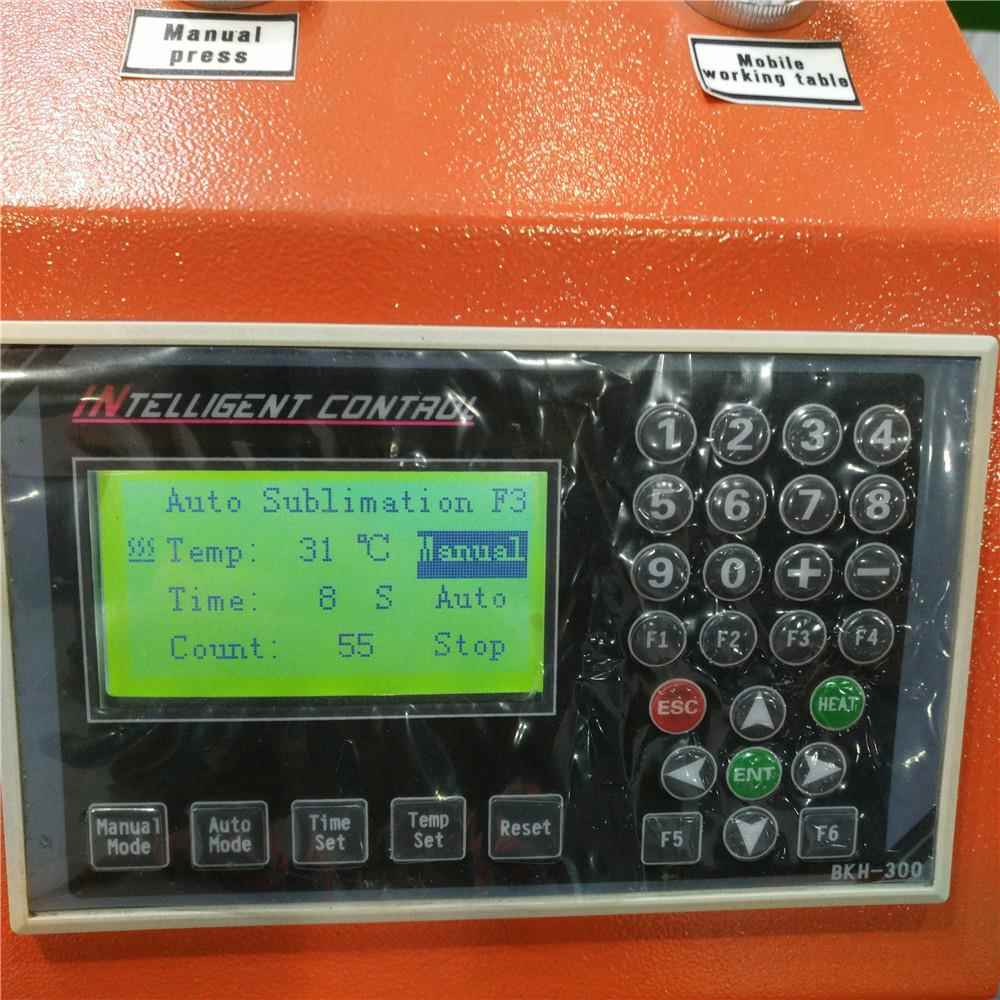 Manual
press
Mobile
working table
INTELLIGENT CONTROL
Auto Sublimation F3
Temp: 31 ℃ Manual
Time: 8 S Auto
Count: 55 Stop
1 2 3 4
5 6 7 8
9 0 + −
F1 F2 F3 F4
ESC HEAT
ENT
F5 F6
Manual
Mode
Auto
Mode
Time
Set
Temp
Set
Reset
BKH-300